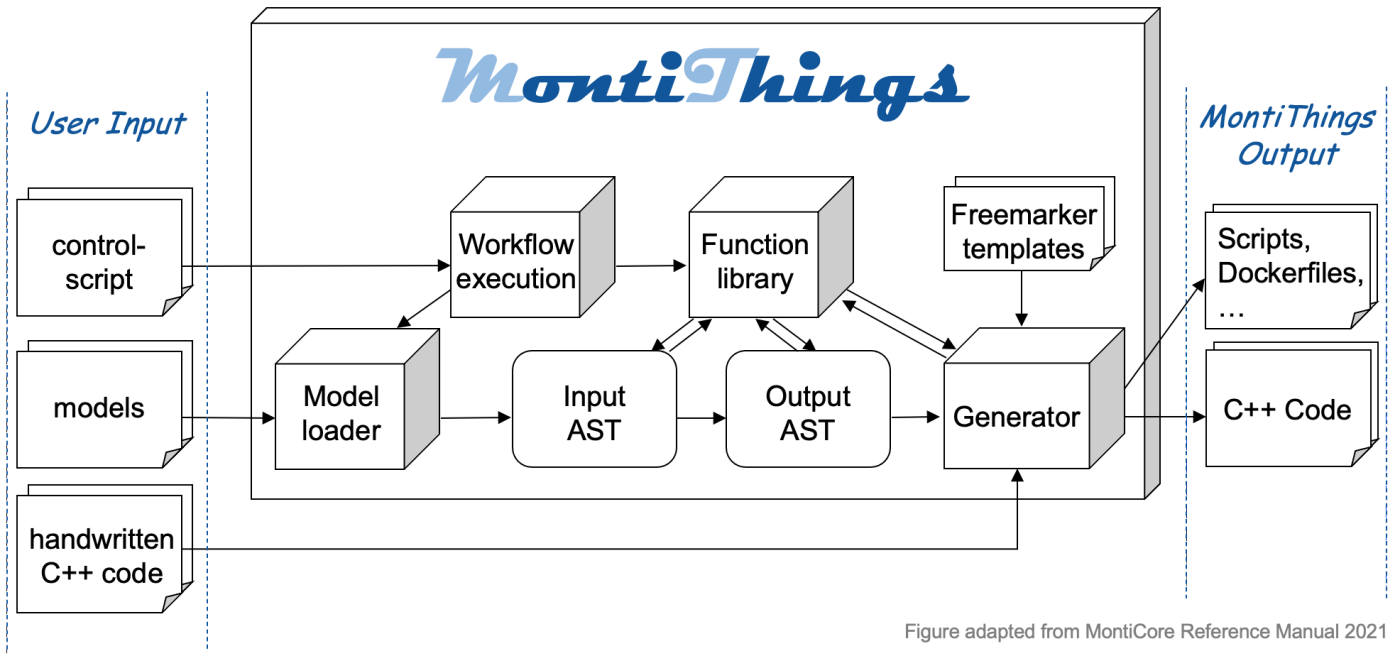 MontiThings
User Input
MontiThings
Output
control-
script
Workflow
execution
Function
library
Freemarker
templates
Scripts,
Dockerfiles,
...
models
Model
loader
Input
AST
Output
AST
Generator
C++ Code
handwritten
C++ code
Figure adapted from MontiCore Reference Manual 2021